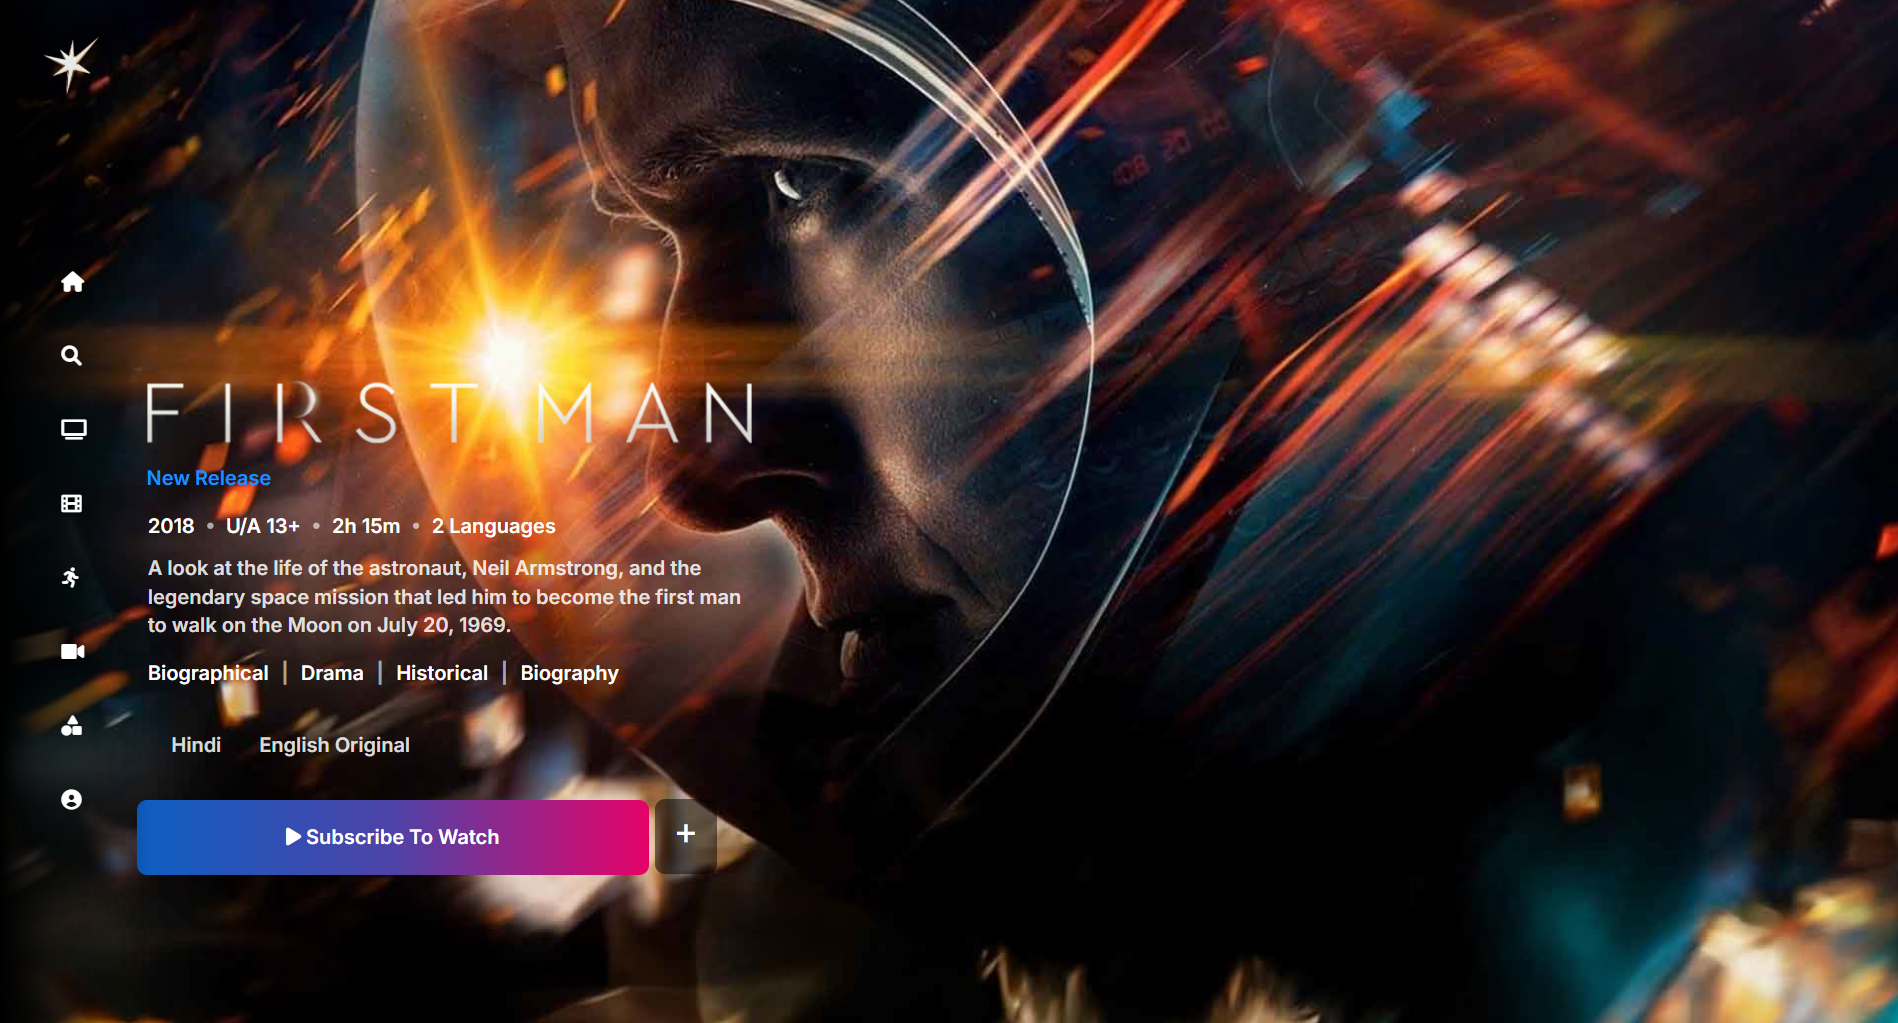 FIRST MAN
New Release
2018 • U/A 13+ • 2h 15m • 2 Languages
A look at the life of the astronaut, Neil Armstrong, and the
legendary space mission that led him to become the first man
to walk on the Moon on July 20, 1969.
Biographical | Drama | Historical | Biography
Hindi English Original
Subscribe To Watch
+